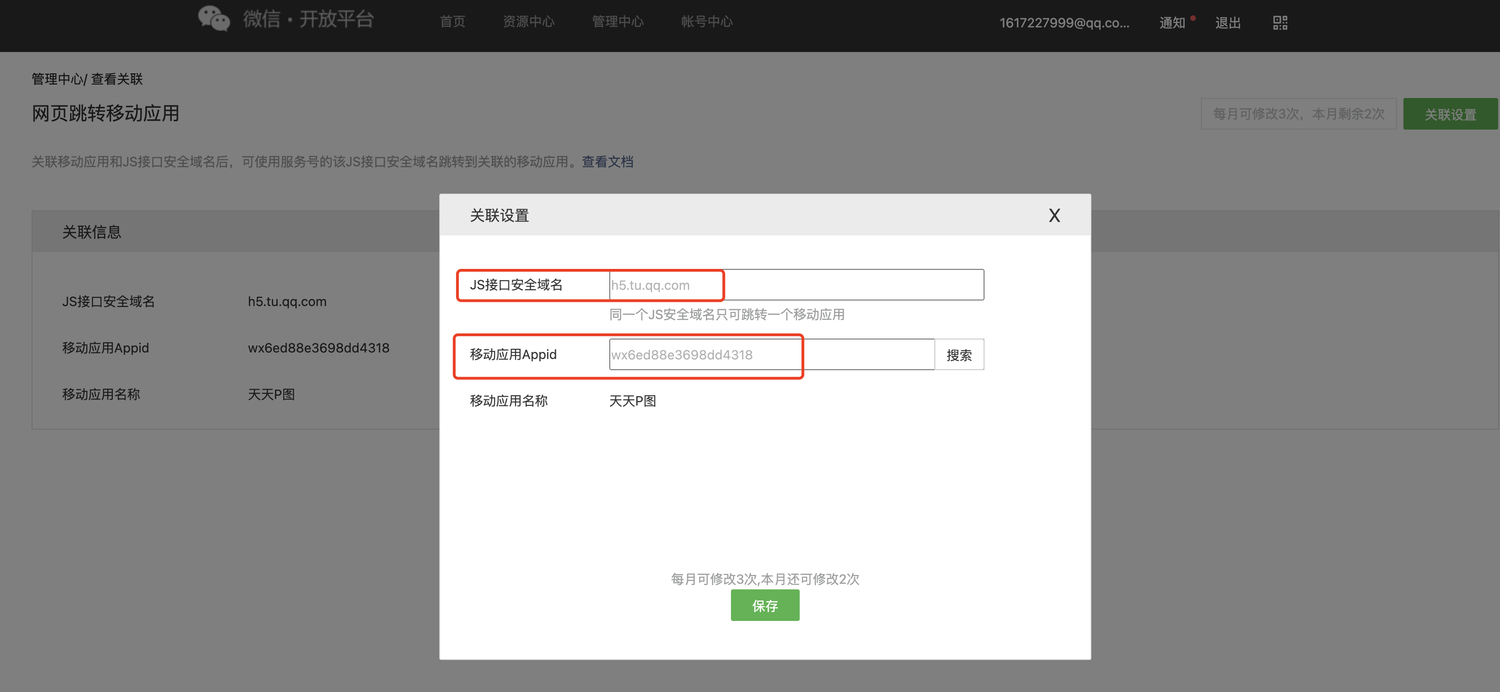 微信・开放平台 首页 资源中心 管理中心 帐号中心 1617227999@qq.co... 通知 退出
管理中心/ 查看关联
网页跳转移动应用
每月可修改3次，本月剩余2次 关联设置
关联移动应用和JS接口安全域名后，可使用服务号的该JS接口安全域名跳转到关联的移动应用。查看文档
关联信息
JS接口安全域名 h5.tu.qq.com
移动应用Appid wx6ed88e3698dd4318
移动应用名称 天天P图
关联设置 X
JS接口安全域名 h5.tu.qq.com
同一个JS安全域名只可跳转一个移动应用
移动应用Appid wx6ed88e3698dd4318 搜索
移动应用名称 天天P图
每月可修改3次,本月还可修改2次
保存